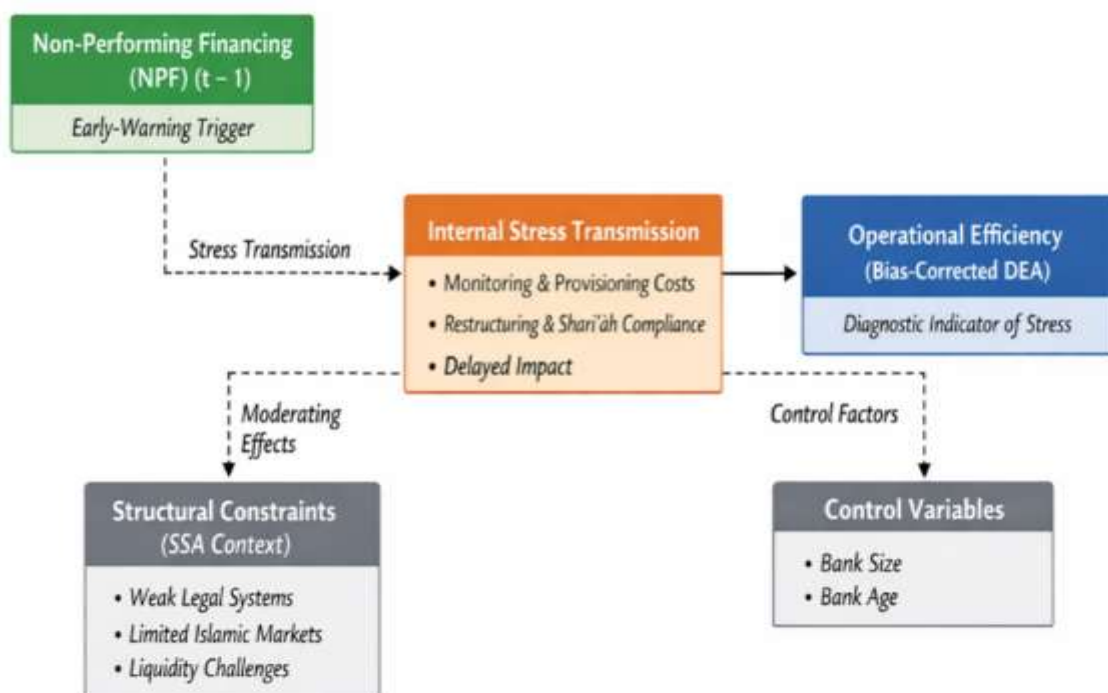 Non-Performing Financing
(NPF) (t – 1)
Early-Warning Trigger
Stress Transmission
Internal Stress Transmission
• Monitoring & Provisioning Costs
• Restructuring & Shari'ah Compliance
• Delayed Impact
Operational Efficiency
(Bias-Corrected DEA)
Diagnostic Indicator of Stress
Moderating
Effects
Control Factors
Structural Constraints
(SSA Context)
• Weak Legal Systems
• Limited Islamic Markets
• Liquidity Challenges
Control Variables
• Bank Size
• Bank Age